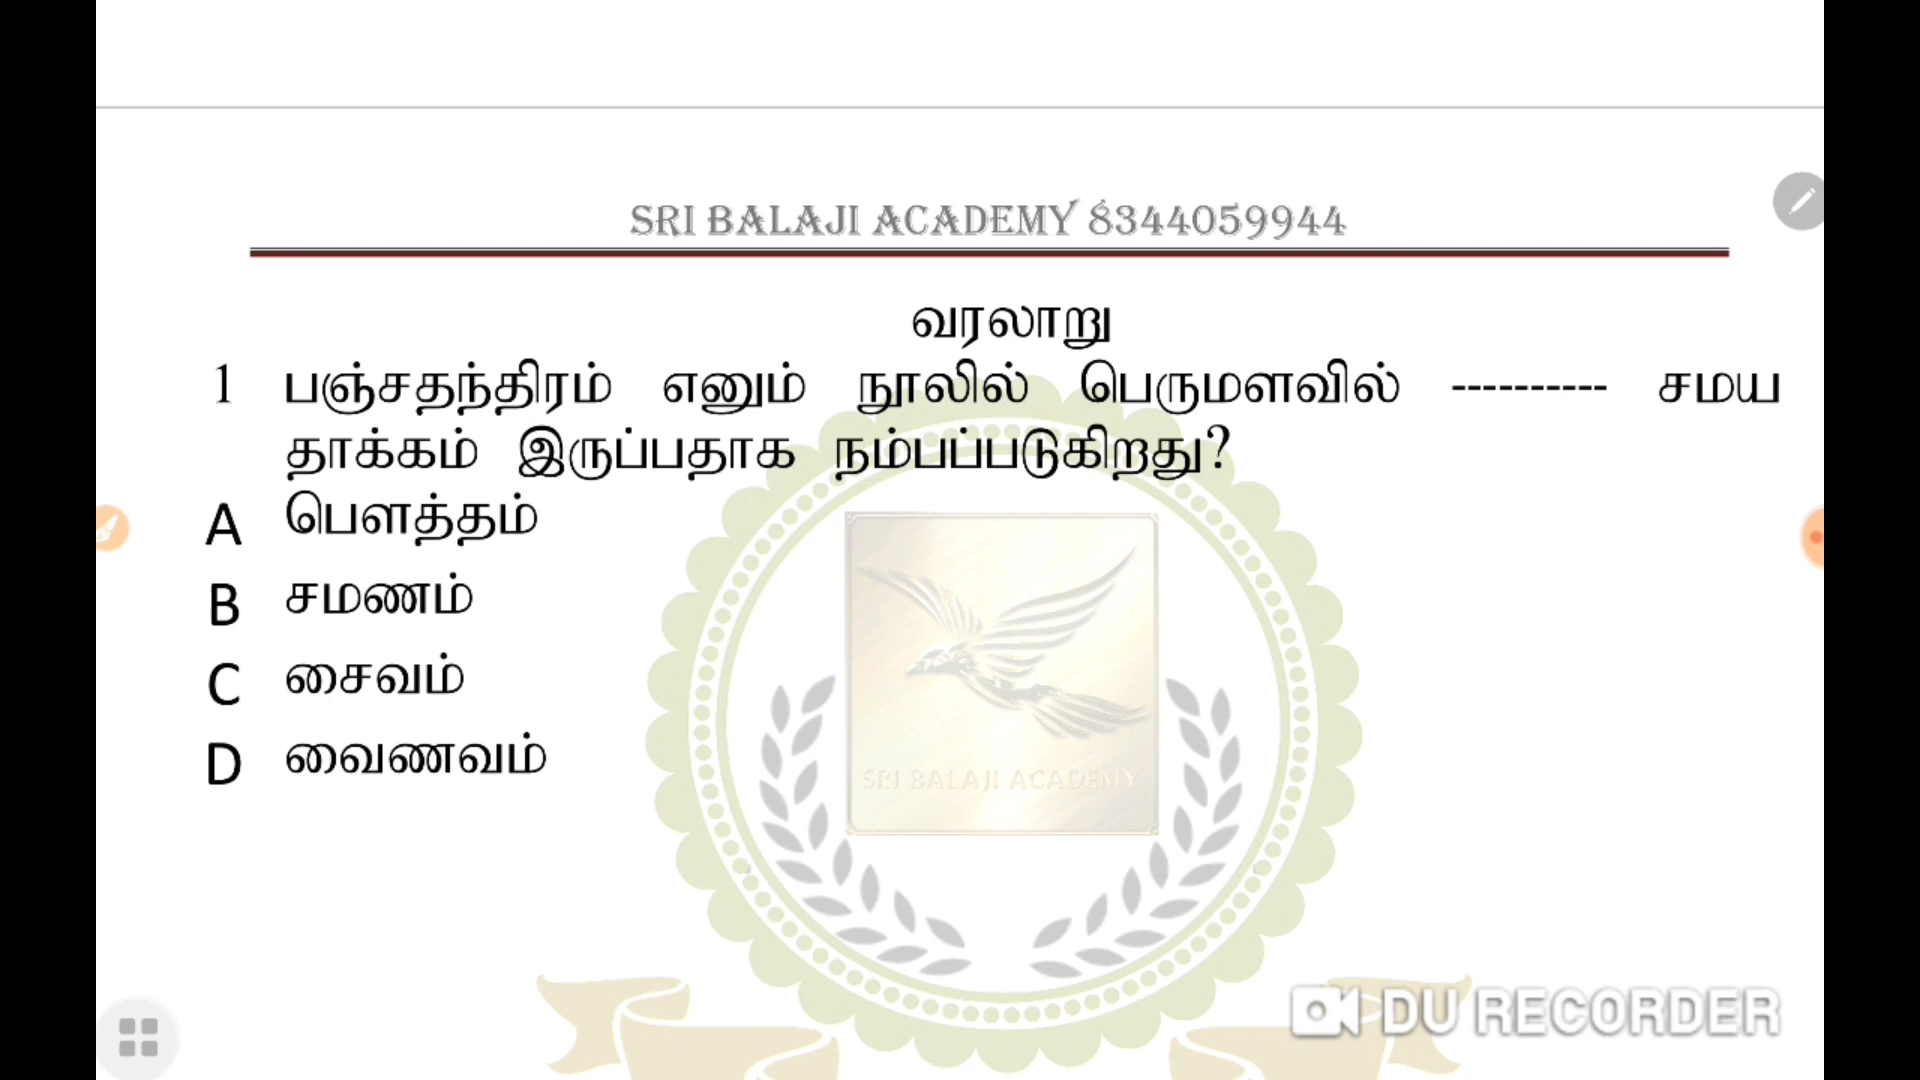 SRI BALAJI ACADEMY 8344059944
வரலாறு
1 பஞ்சதந்திரம் எனும் நூலில் பெருமளவில் ---------- சமய
தாக்கம் இருப்பதாக நம்பப்படுகிறது?
A பௌத்தம்
B சமணம்
C சைவம்
D வைணவம்
SRI BALAJI ACADEMY
DU RECORDER